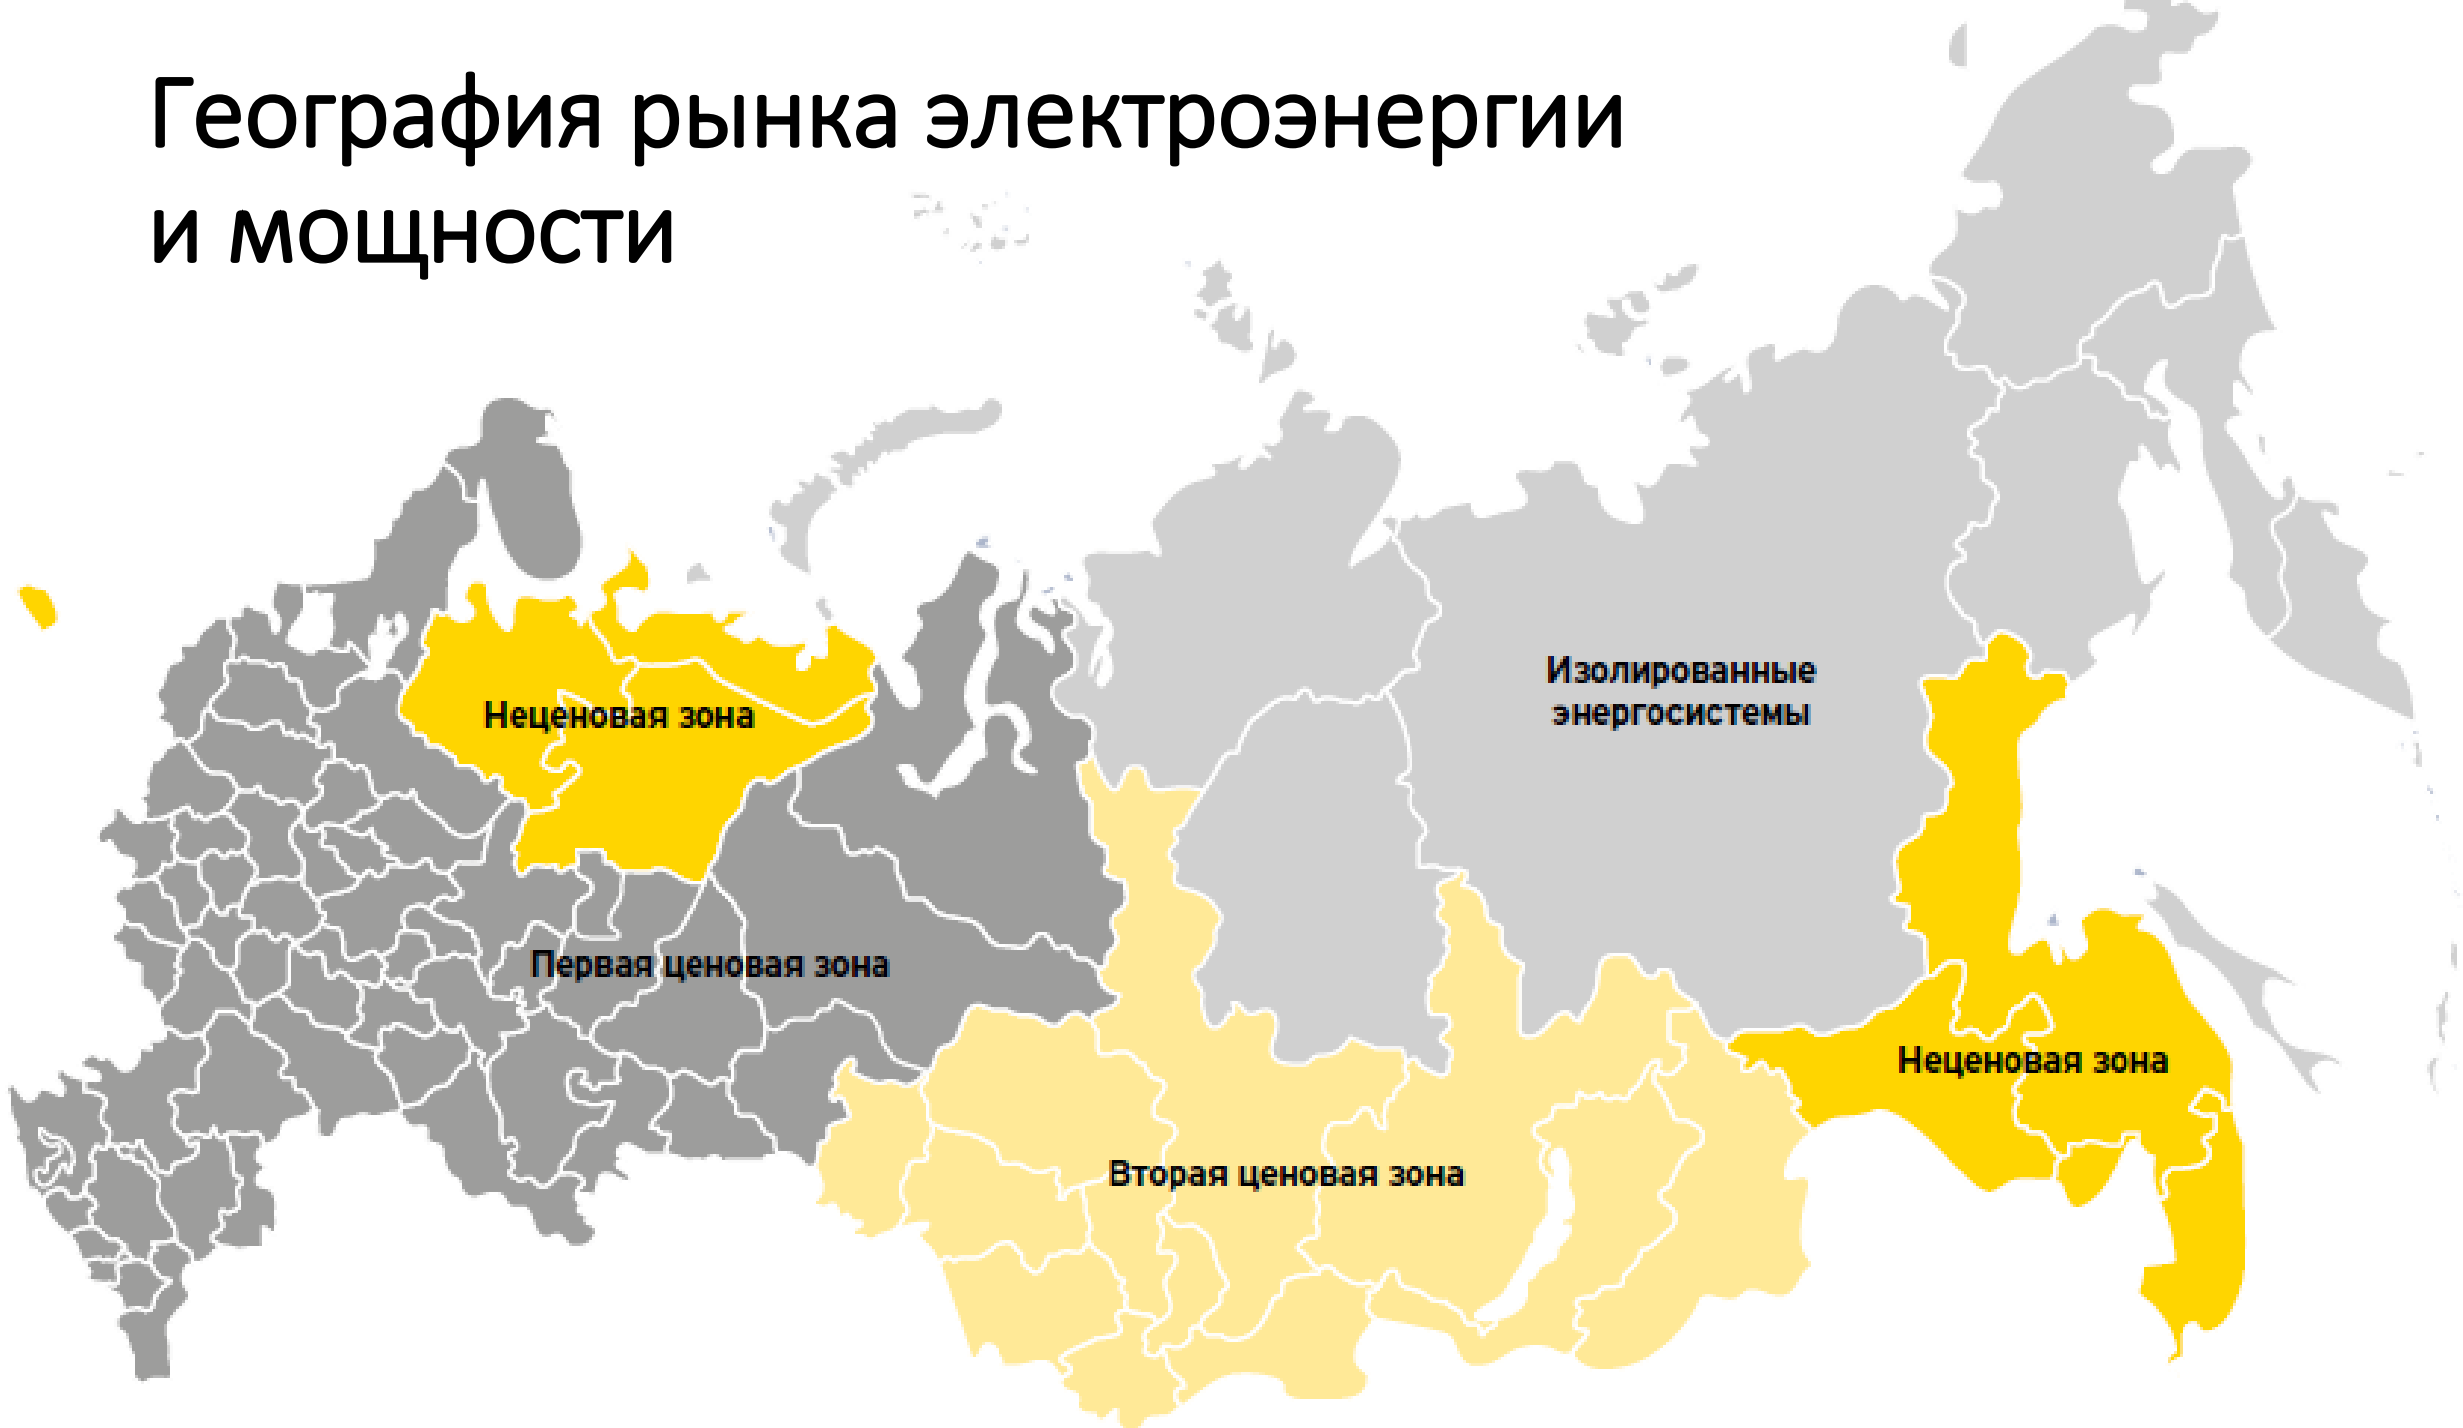 География рынка электроэнергии
и мощности
Изолированные
энергосистемы
Неценовая зона
Первая ценовая зона
Неценовая зона
Вторая ценовая зона